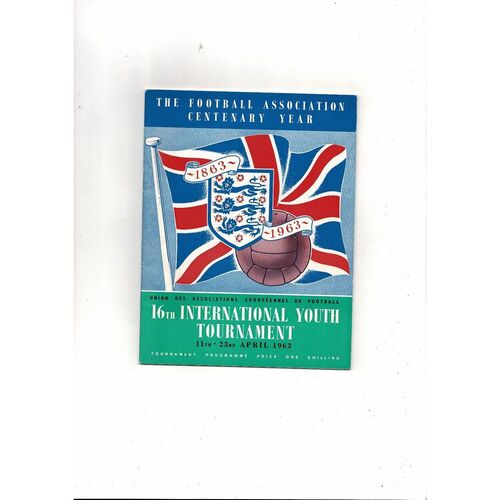 THE FOOTBALL ASSOCIATION
CENTENARY YEAR
~1863~
~1963~
UNION DES ASSOCIATIONS EUROPÉENNES DE FOOTBALL
16TH INTERNATIONAL YOUTH
TOURNAMENT
11TH - 23RD APRIL 1963
TOURNAMENT PROGRAMME PRICE ONE SHILLING